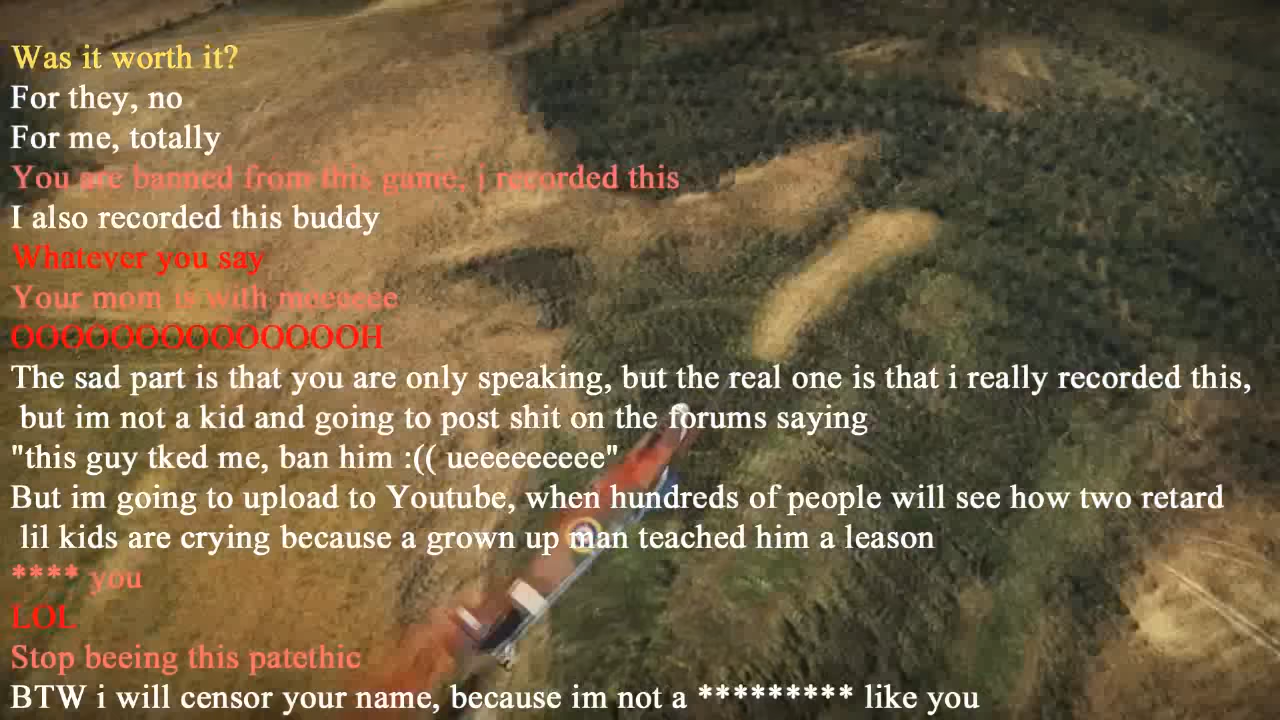 Was it worth it?
For they, no
For me, totally
You are banned from this game, i recorded this
I also recorded this buddy
Whatever you say
Your mom is with meeeeee
OOOOOOOOOOOOOOOH
The sad part is that you are only speaking, but the real one is that i really recorded this,
but im not a kid and going to post shit on the forums saying
"this guy tked me, ban him :(( ueeeeeeeee"
But im going to upload to Youtube, when hundreds of people will see how two retard
lil kids are crying because a grown up man teached him a leason
**** you
LOL
Stop beeing this patethic
BTW i will censor your name, because im not a ********* like you